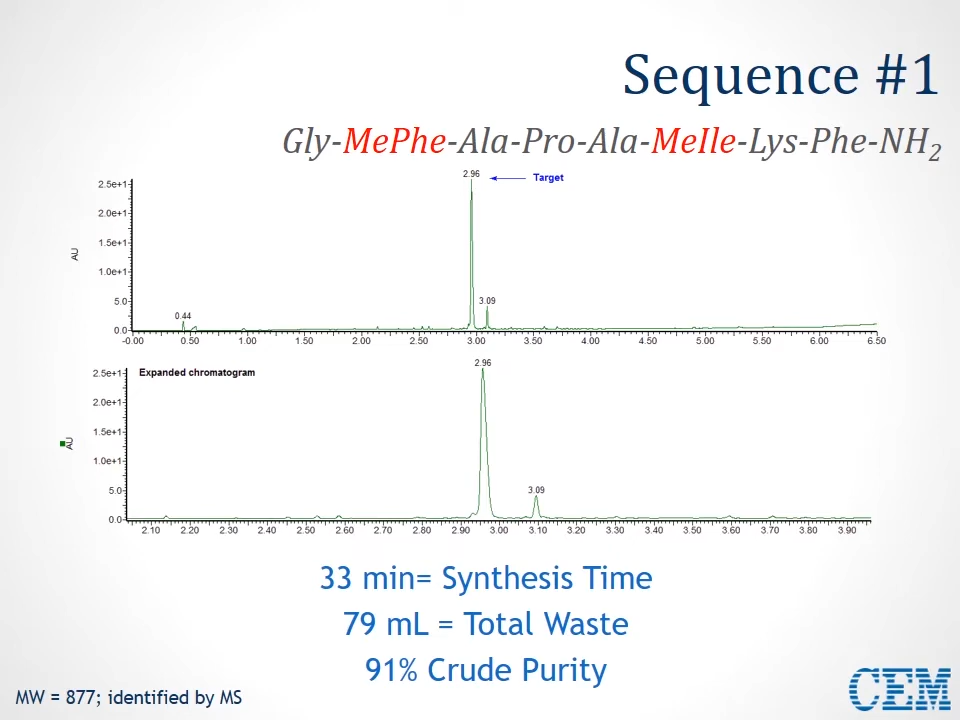 Sequence #1
Gly-MePhe-Ala-Pro-Ala-MeIle-Lys-Phe-NH2
2.96
Target
2.5e+1
2.0e+1
1.5e+1
AU
1.0e+1
5.0
3.09
0.44
0.0
-0.00 0.50 1.00 1.50 2.00 2.50 3.00 3.50 4.00 4.50 5.00 5.50 6.00 6.50
2.96
2.5e+1
Expanded chromatogram
2.0e+1
1.5e+1
AU
1.0e+1
5.0
3.09
0.0
2.10 2.20 2.30 2.40 2.50 2.60 2.70 2.80 2.90 3.00 3.10 3.20 3.30 3.40 3.50 3.60 3.70 3.80 3.90
33 min= Synthesis Time
79 mL = Total Waste
91% Crude Purity
MW = 877; identified by MS
CEM